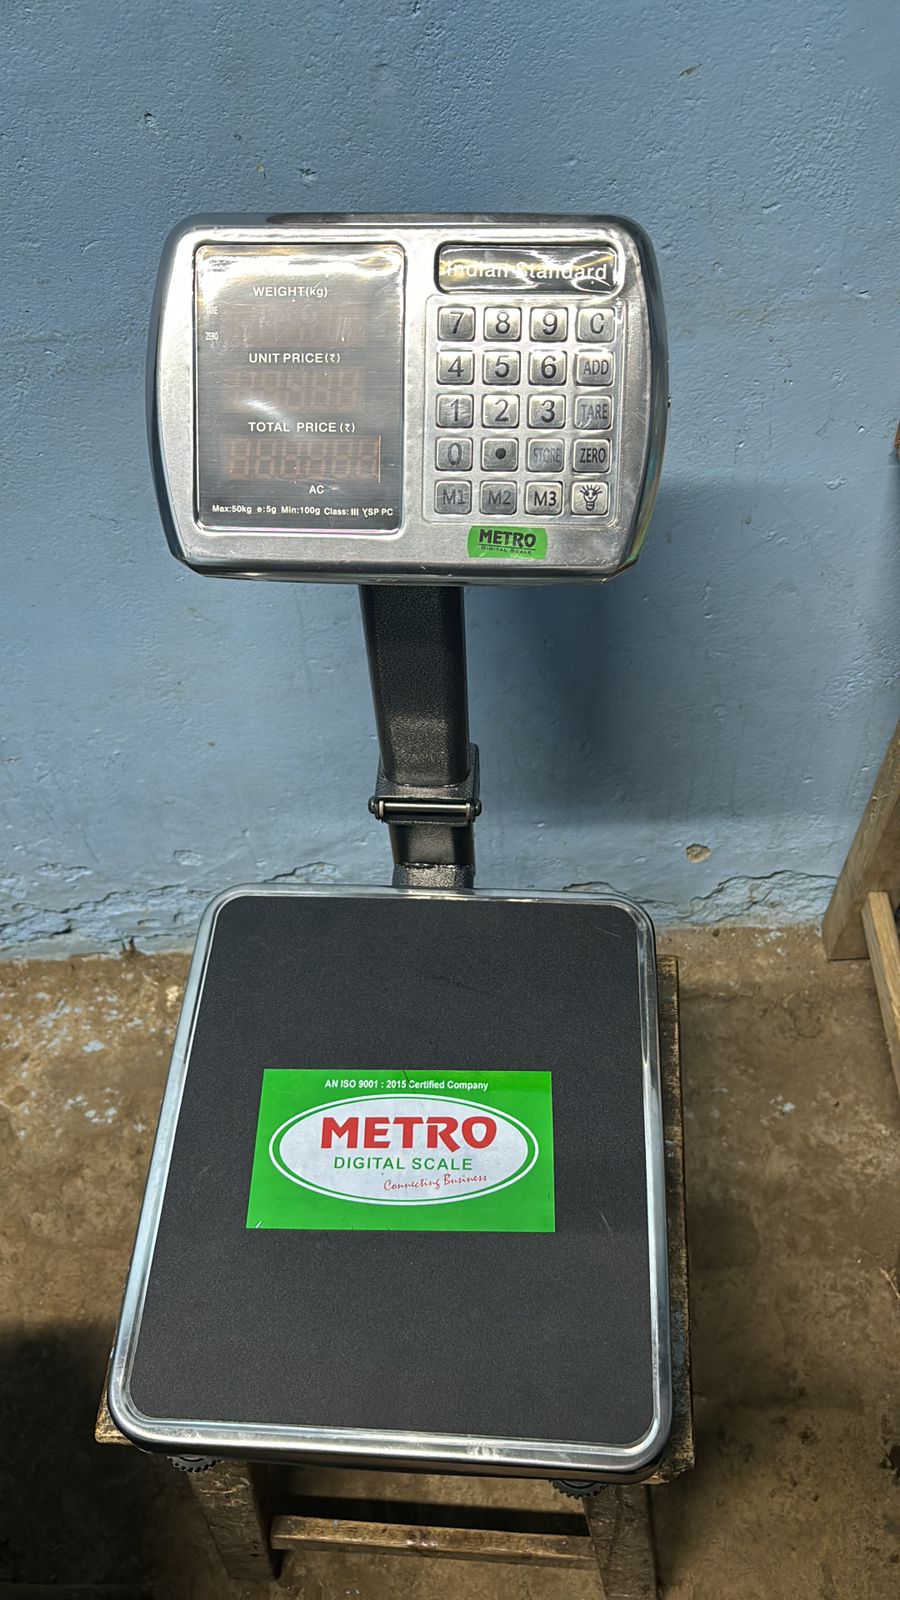 Indian Standard
WEIGHT(kg)
TARE
ZERO
UNIT PRICE(₹)
TOTAL PRICE(₹)
AC
Max:50kg e:5g Min:100g Class: III YSP PC
7 8 9 C
4 5 6 ADD
1 2 3 TARE
0 • STORE ZERO
M1 M2 M3
METRO
DIGITAL SCALE
AN ISO 9001 : 2015 Certified Company
METRO
DIGITAL SCALE
Connecting Business